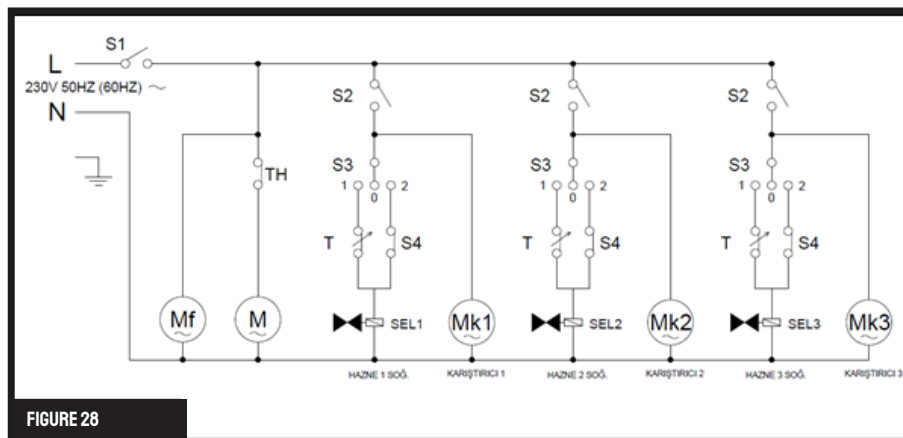 S1
L
230V 50HZ (60HZ) ~
N
S2 S2 S2
S3 S3 S3
TH
1 0 2 1 0 2 1 0 2
T S4 T S4 T S4
Mf M SEL1 Mk1 SEL2 Mk2 SEL3 Mk3
HAZNE 1 SOĞ. KARIŞTIRICI 1 HAZNE 2 SOĞ. KARIŞTIRICI 2 HAZNE 3 SOĞ. KARIŞTIRICI 3
FIGURE 28